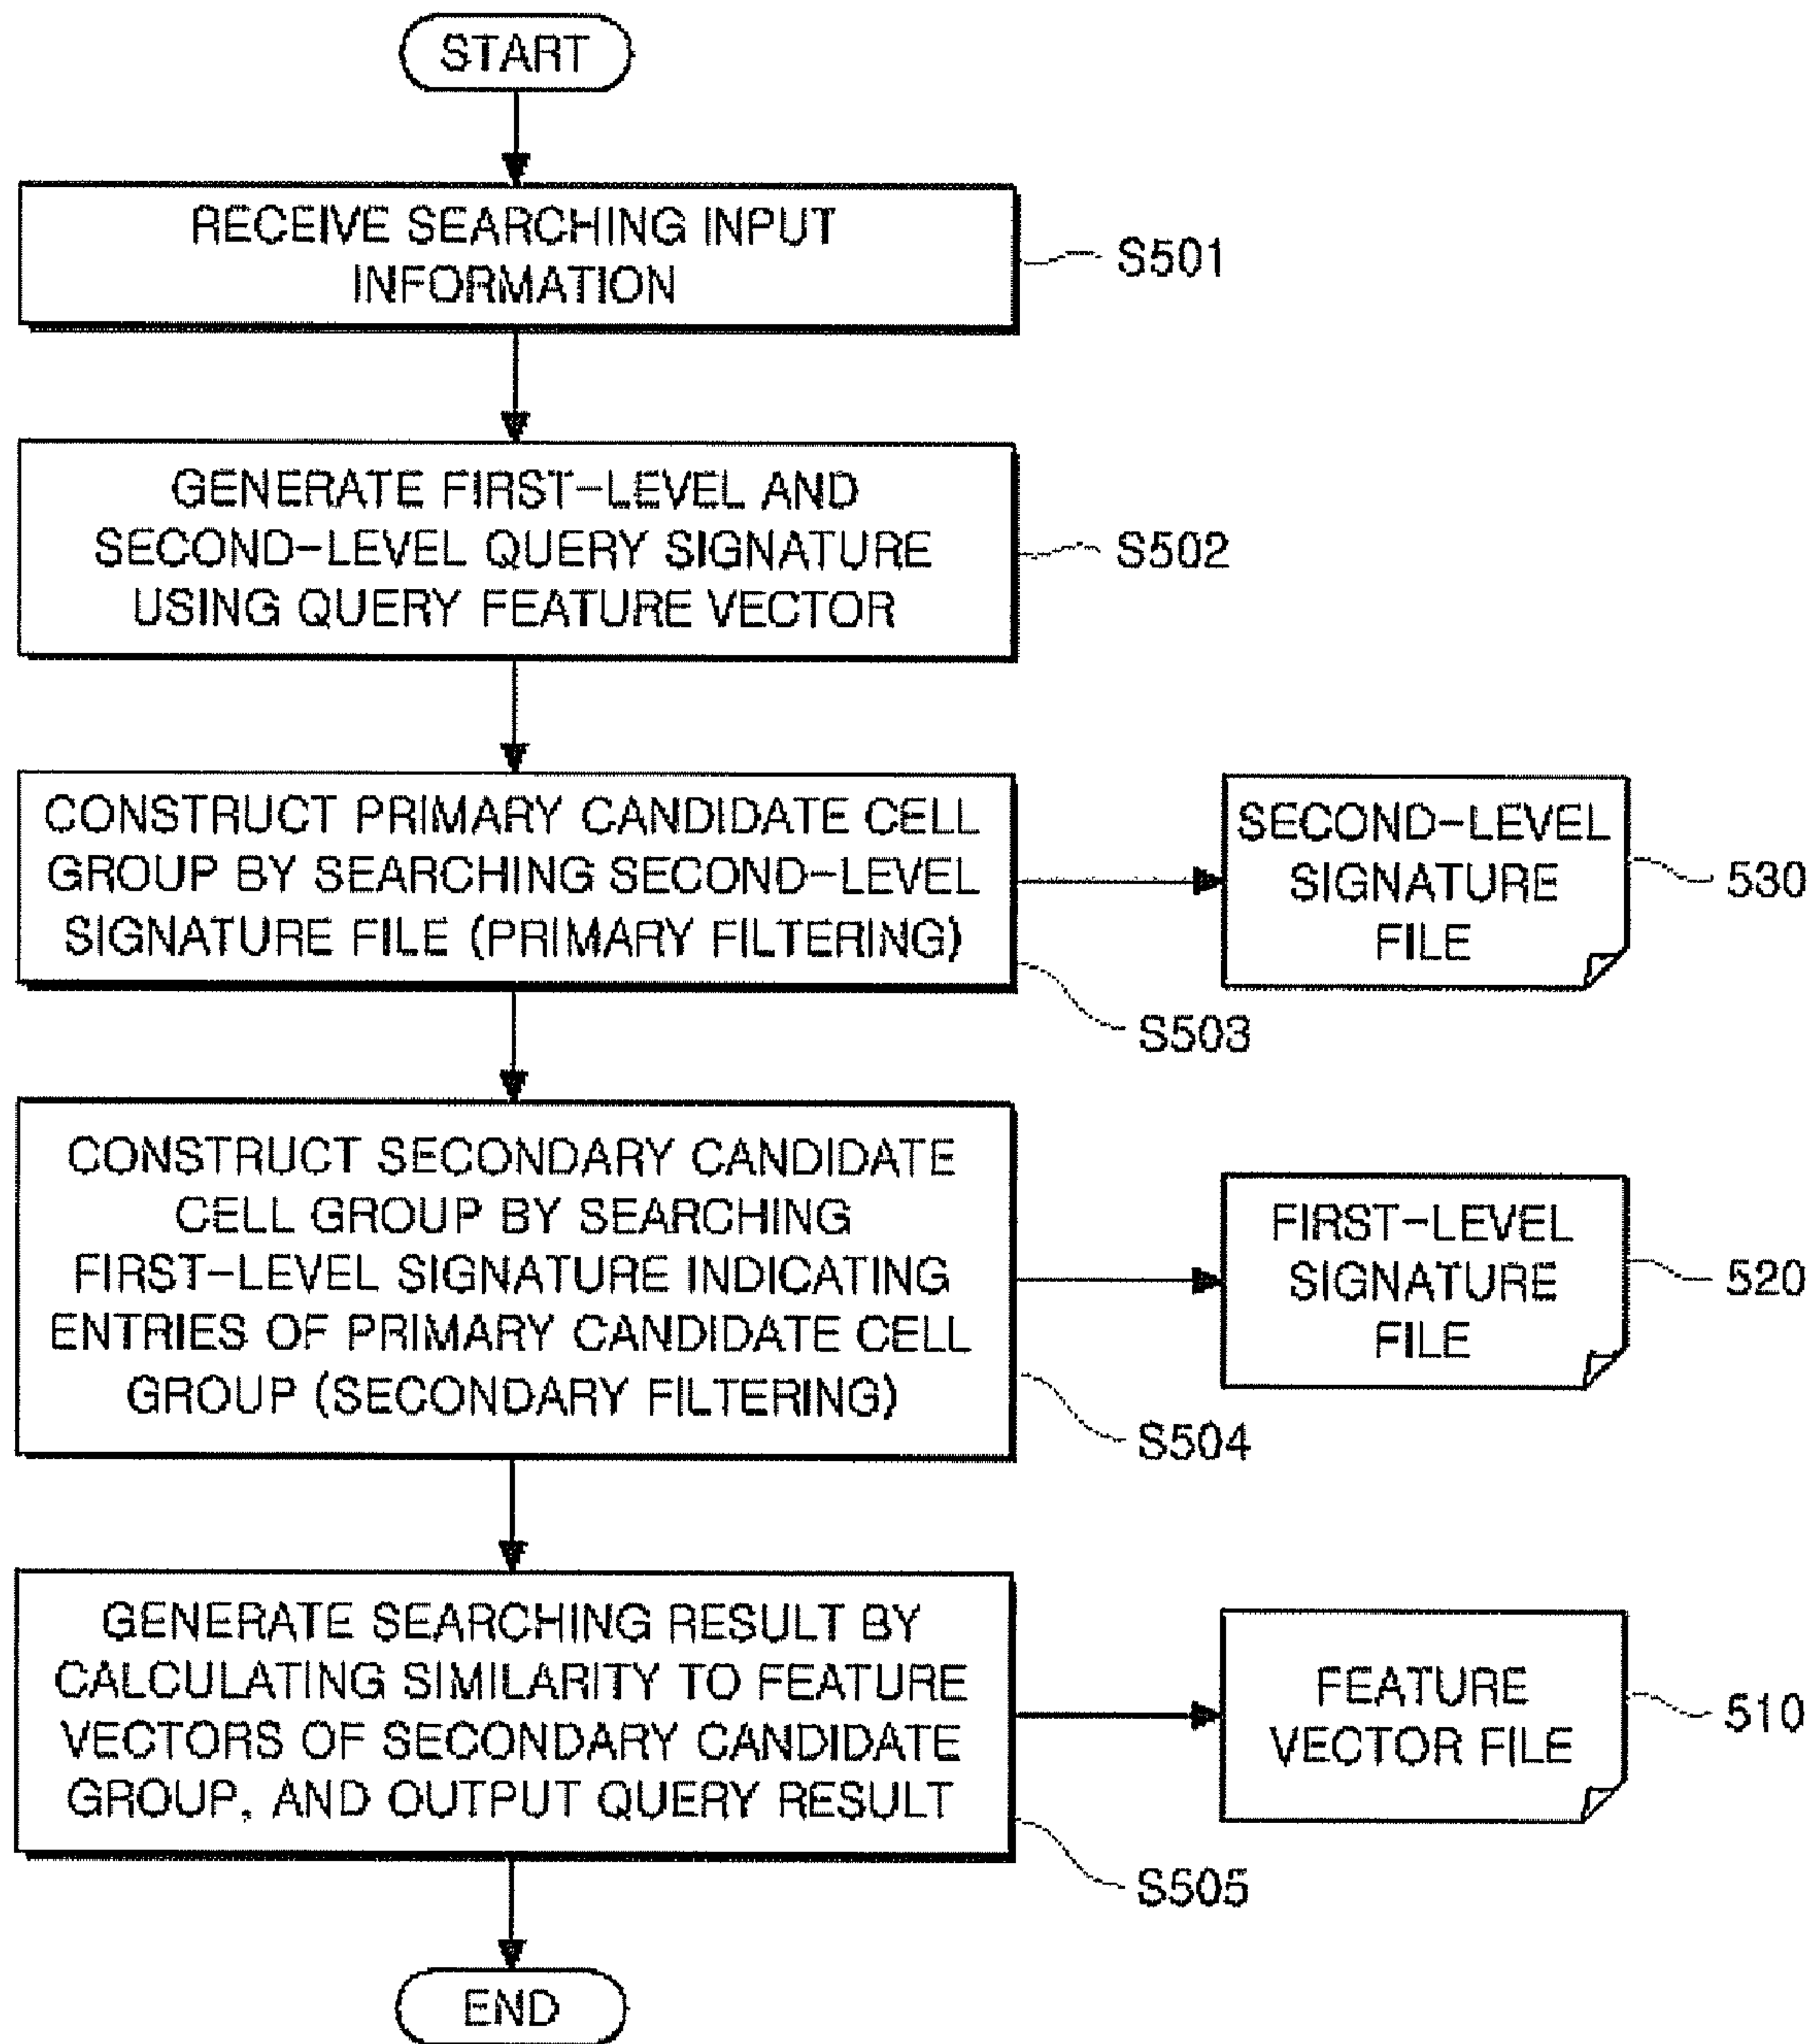 START
RECEIVE SEARCHING INPUT
INFORMATION
S501
GENERATE FIRST-LEVEL AND
SECOND-LEVEL QUERY SIGNATURE
USING QUERY FEATURE VECTOR
S502
CONSTRUCT PRIMARY CANDIDATE CELL
GROUP BY SEARCHING SECOND-LEVEL
SIGNATURE FILE (PRIMARY FILTERING)
S503
SECOND-LEVEL
SIGNATURE
FILE
530
CONSTRUCT SECONDARY CANDIDATE
CELL GROUP BY SEARCHING
FIRST-LEVEL SIGNATURE INDICATING
ENTRIES OF PRIMARY CANDIDATE CELL
GROUP (SECONDARY FILTERING)
S504
FIRST-LEVEL
SIGNATURE
FILE
520
GENERATE SEARCHING RESULT BY
CALCULATING SIMILARITY TO FEATURE
VECTORS OF SECONDARY CANDIDATE
GROUP, AND OUTPUT QUERY RESULT
S505
FEATURE
VECTOR FILE
510
END